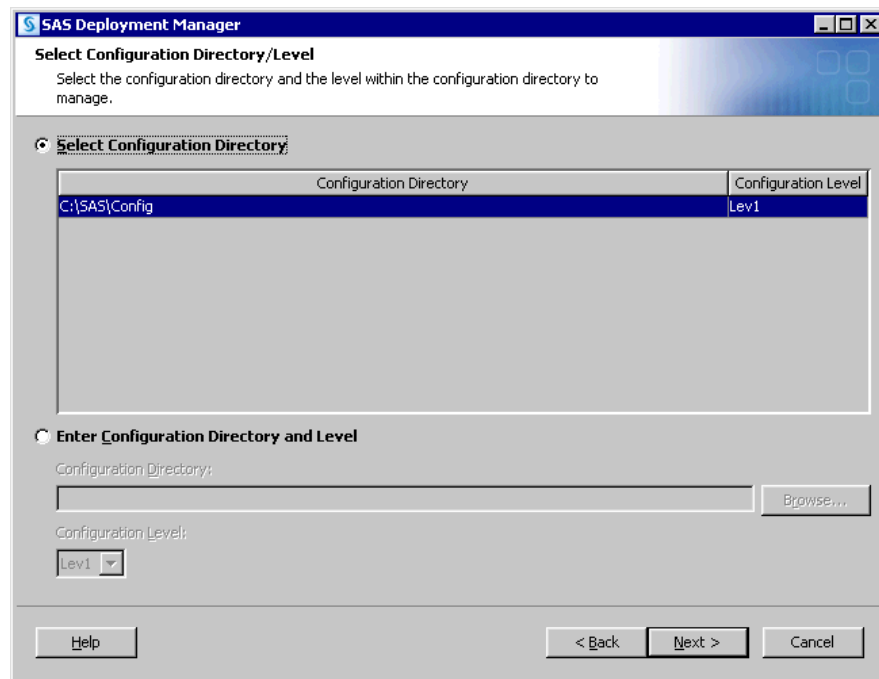 SAS Deployment Manager
Select Configuration Directory/Level
Select the configuration directory and the level within the configuration directory to
manage.
Select Configuration Directory
Configuration Directory Configuration Level
C:\SAS\Config Lev1
Enter Configuration Directory and Level
Configuration Directory:
Browse...
Configuration Level:
Lev1
Help < Back Next > Cancel